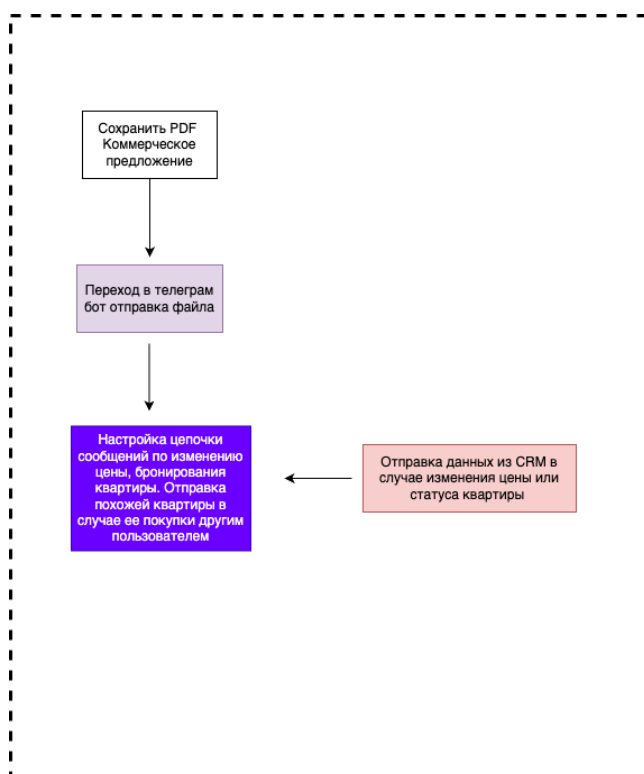 Сохранить PDF
Коммерческое
предложение
Переход в телеграм
бот отправка файла
Настройка цепочки
сообщений по изменению
цены, бронирования
квартиры. Отправка
похожей квартиры в
случае ее покупки другим
пользователем
Отправка данных из CRM в
случае изменения цены или
статуса квартиры